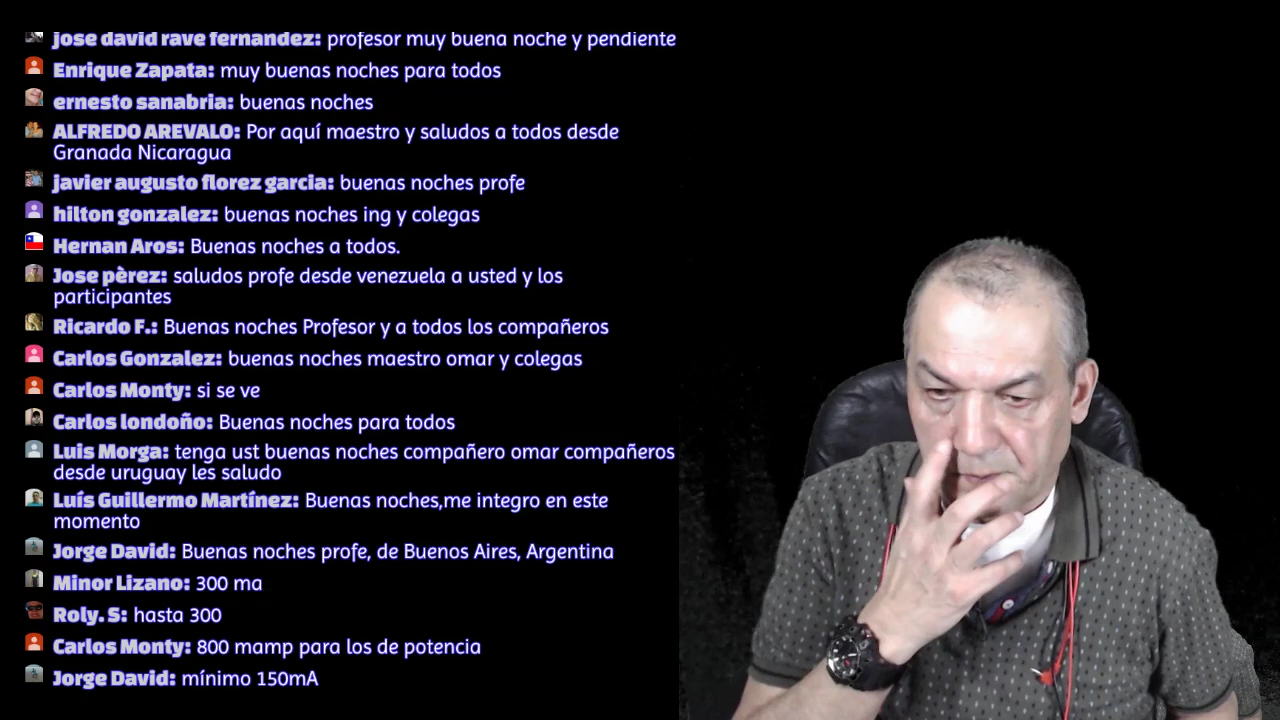 jose david rave fernandez: profesor muy buena noche y pendiente
Enrique Zapata: muy buenas noches para todos
ernesto sanabria: buenas noches
ALFREDO AREVALO: Por aquí maestro y saludos a todos desde
Granada Nicaragua
javier augusto florez garcia: buenas noches profe
hilton gonzalez: buenas noches ing y colegas
Hernan Aros: Buenas noches a todos.
Jose pèrez: saludos profe desde venezuela a usted y los
participantes
Ricardo F.: Buenas noches Profesor y a todos los compañeros
Carlos Gonzalez: buenas noches maestro omar y colegas
Carlos Monty: si se ve
Carlos londoño: Buenas noches para todos
Luis Morga: tenga ust buenas noches compañero omar compañeros
desde uruguay les saludo
Luís Guillermo Martínez: Buenas noches,me integro en este
momento
Jorge David: Buenas noches profe, de Buenos Aires, Argentina
Minor Lizano: 300 ma
Roly. S: hasta 300
Carlos Monty: 800 mamp para los de potencia
Jorge David: mínimo 150mA